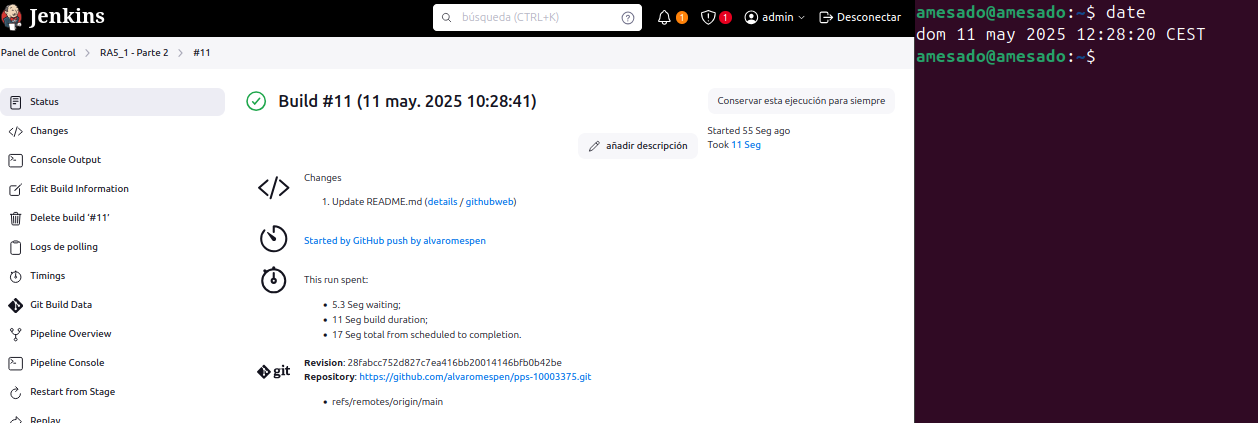 Jenkins
búsqueda (CTRL+K)
1
1
admin
Desconectar
Panel de Control
RA5_1 - Parte 2
#11
Status
Changes
Console Output
Edit Build Information
Delete build ‘#11’
Logs de polling
Timings
Git Build Data
Pipeline Overview
Pipeline Console
Restart from Stage
Replay
Build #11 (11 may. 2025 10:28:41)
Conservar esta ejecución para siempre
añadir descripción
Started 55 Seg ago
Took 11 Seg
Changes
1. Update README.md (details / githubweb)
Started by GitHub push by alvaromespen
This run spent:
• 5.3 Seg waiting;
• 11 Seg build duration;
• 17 Seg total from scheduled to completion.
git
Revision: 28fabcc752d827c7ea416bb20014146bfb0b42be
Repository: https://github.com/alvaromespen/pps-10003375.git
• refs/remotes/origin/main
amesado@amesado:~$ date
dom 11 may 2025 12:28:20 CEST
amesado@amesado:~$